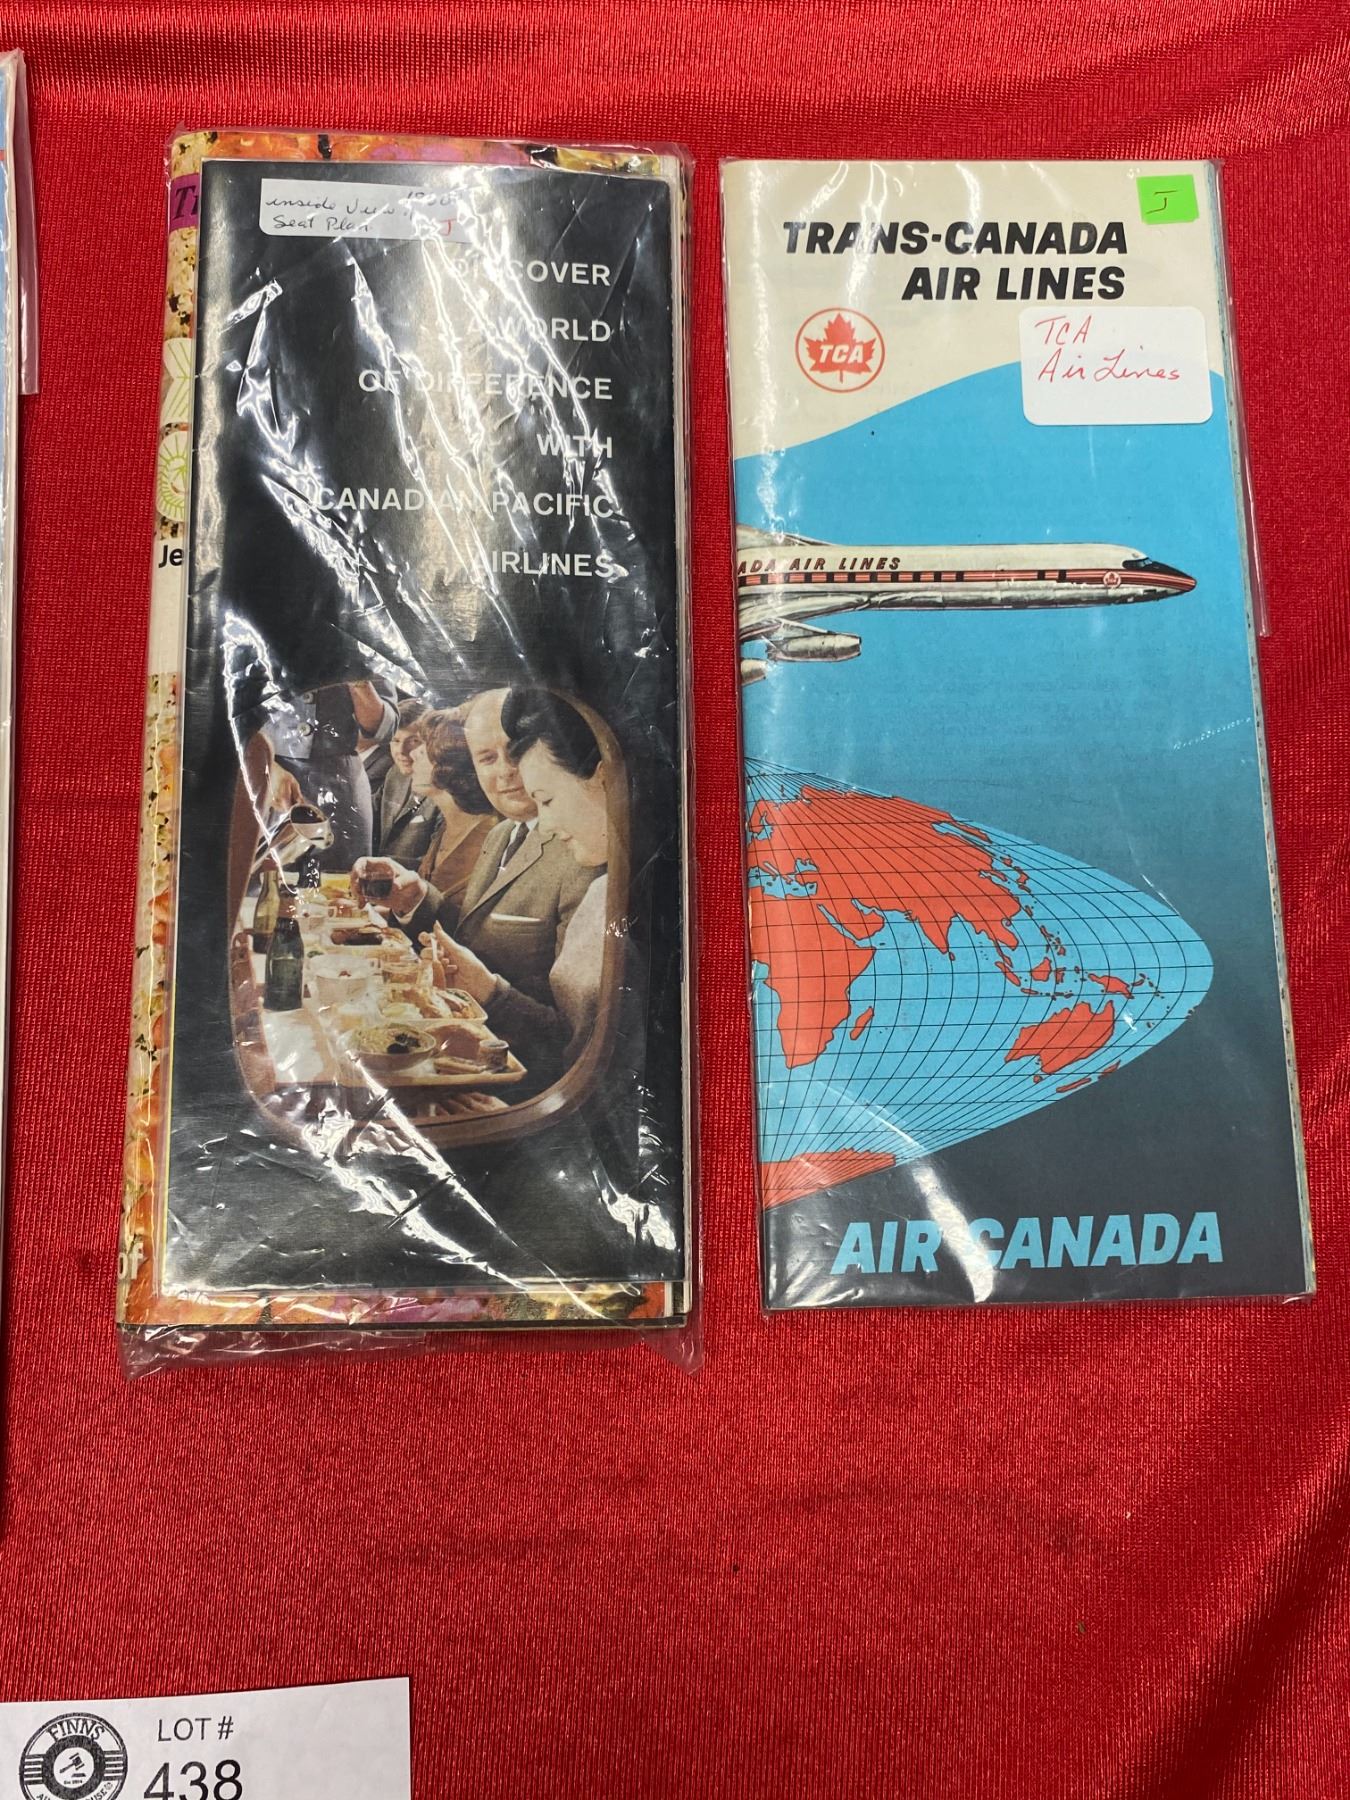 inside View
Seat Plan
J
DISCOVER
A WORLD
OF DIFFERENCE
WITH
CANADIAN PACIFIC
AIRLINES
Je
of
J
TRANS-CANADA
AIR LINES
TCA
TCA
Air Lines
ADA AIR LINES
AIR CANADA
FINNS
LOT #
438